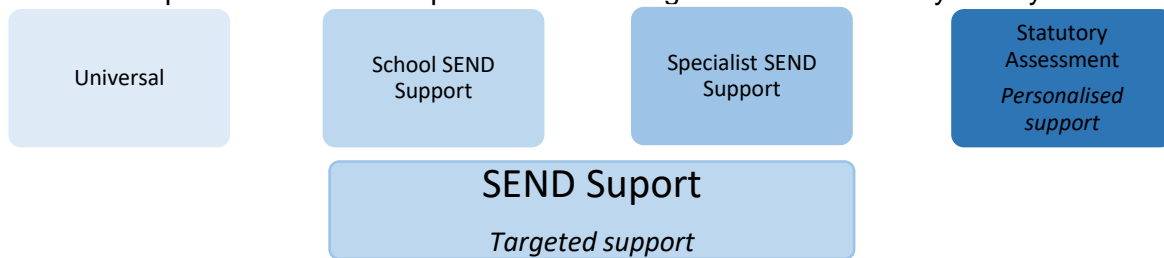 Universal
School SEND
Support
Specialist SEND
Support
Statutory
Assessment
Personalised
support
SEND Suport
Targeted support